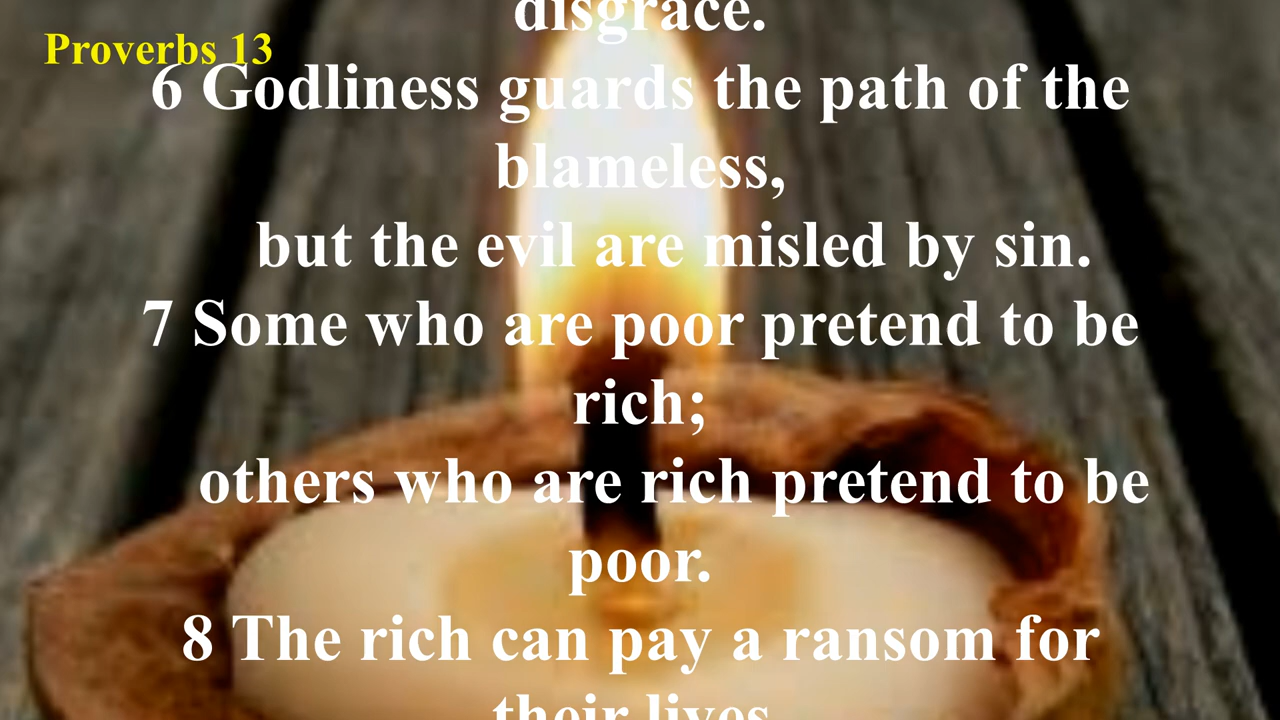 disgrace.
Proverbs 13
6 Godliness guards the path of the
blameless,
but the evil are misled by sin.
7 Some who are poor pretend to be
rich;
others who are rich pretend to be
poor.
8 The rich can pay a ransom for
their lives